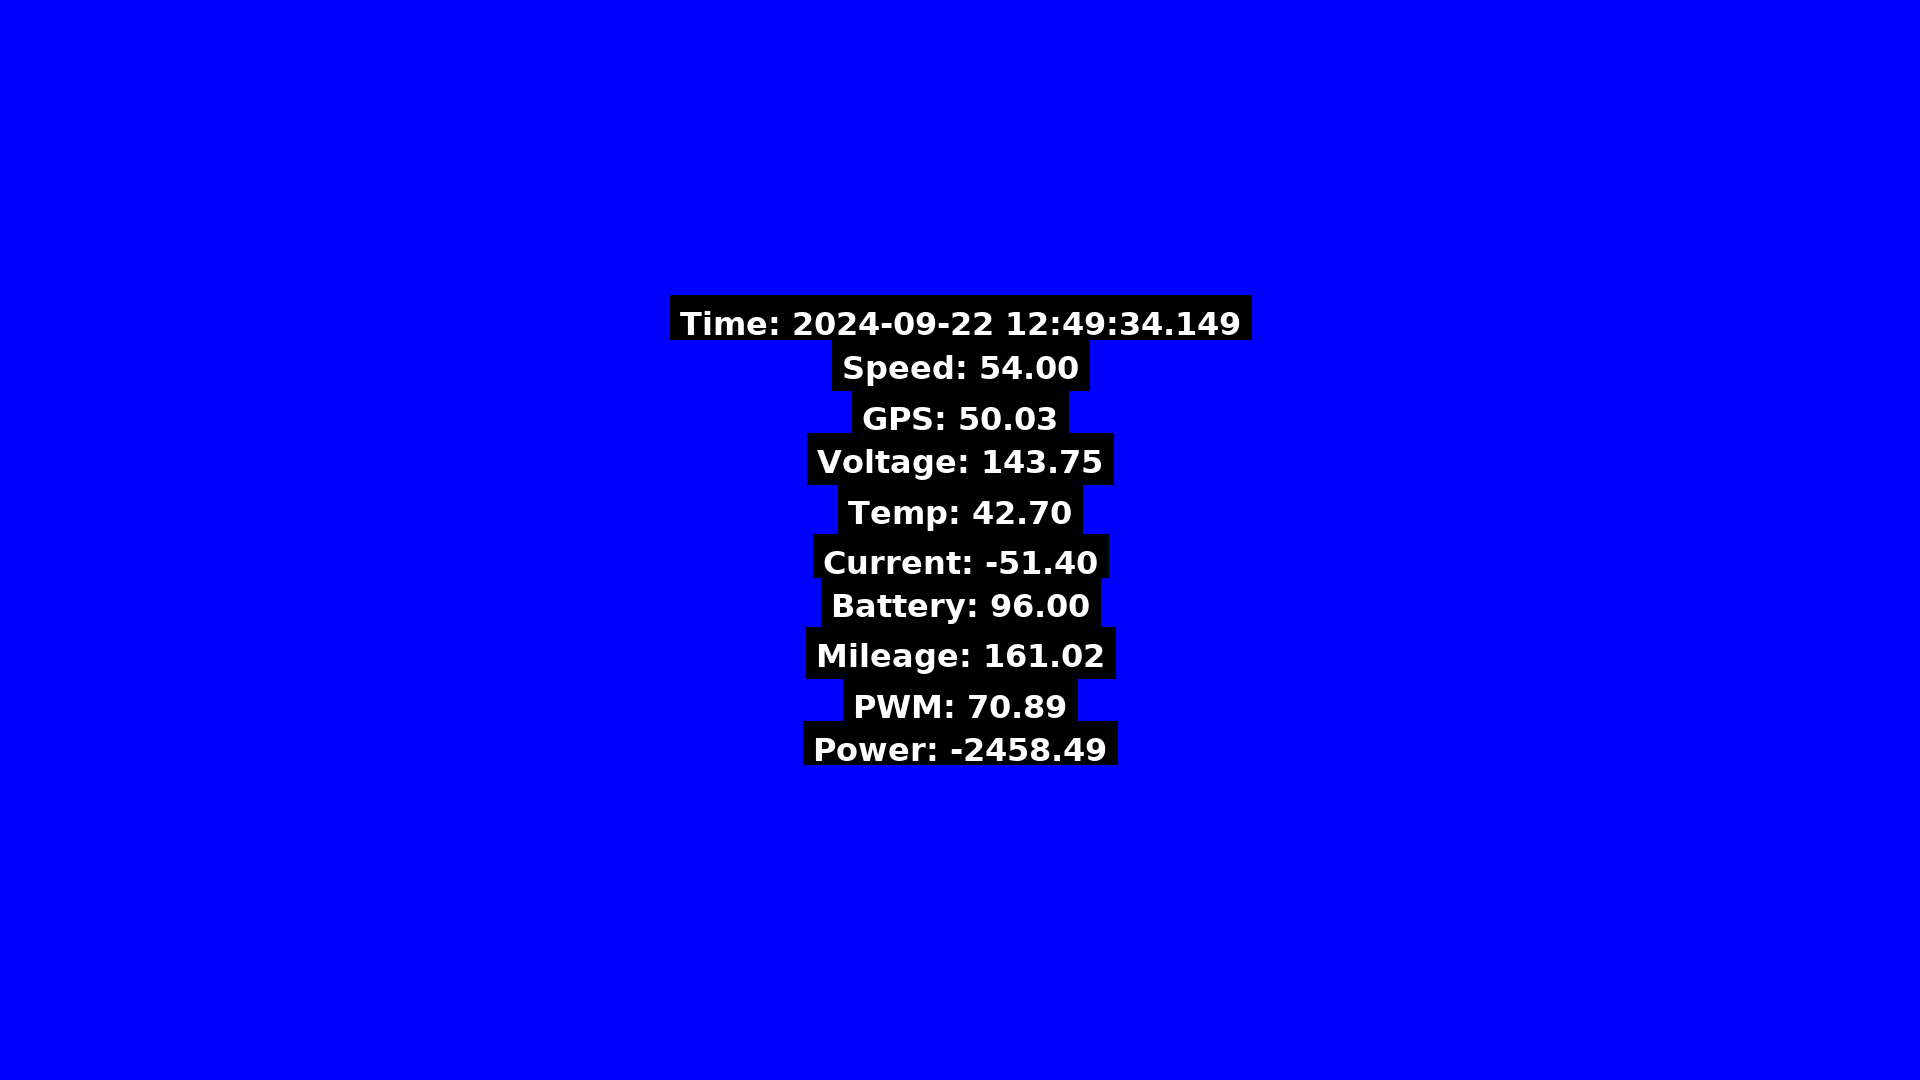 Time: 2024-09-22 12:49:34.149
Speed: 54.00
GPS: 50.03
Voltage: 143.75
Temp: 42.70
Current: -51.40
Battery: 96.00
Mileage: 161.02
PWM: 70.89
Power: -2458.49